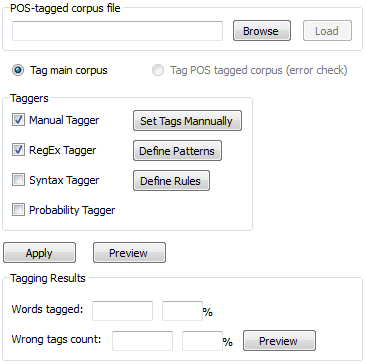 POS-tagged corpus file
Browse Load
Tag main corpus Tag POS tagged corpus (error check)
Taggers
Manual Tagger Set Tags Mannually
RegEx Tagger Define Patterns
Syntax Tagger Define Rules
Probability Tagger
Apply Preview
Tagging Results
Words tagged: %
Wrong tags count: % Preview